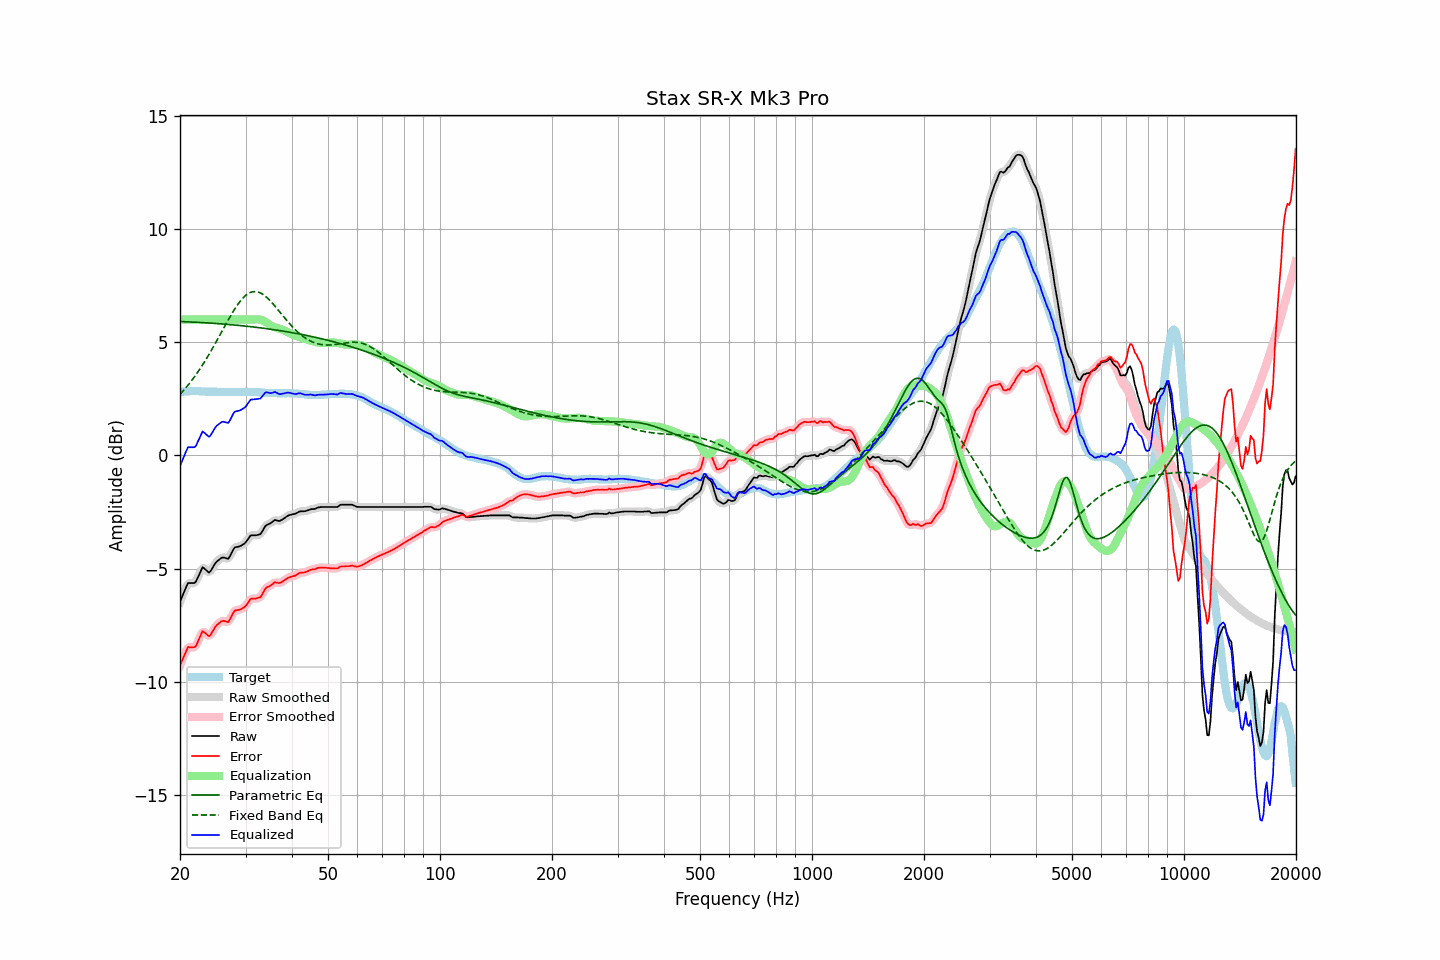 Stax SR-X Mk3 Pro
Amplitude (dBr)
15
10
5
0
−5
−10
−15
Target
Raw Smoothed
Error Smoothed
Raw
Error
Equalization
Parametric Eq
Fixed Band Eq
Equalized
20 50 100 200 500 1000 2000 5000 10000 20000
Frequency (Hz)